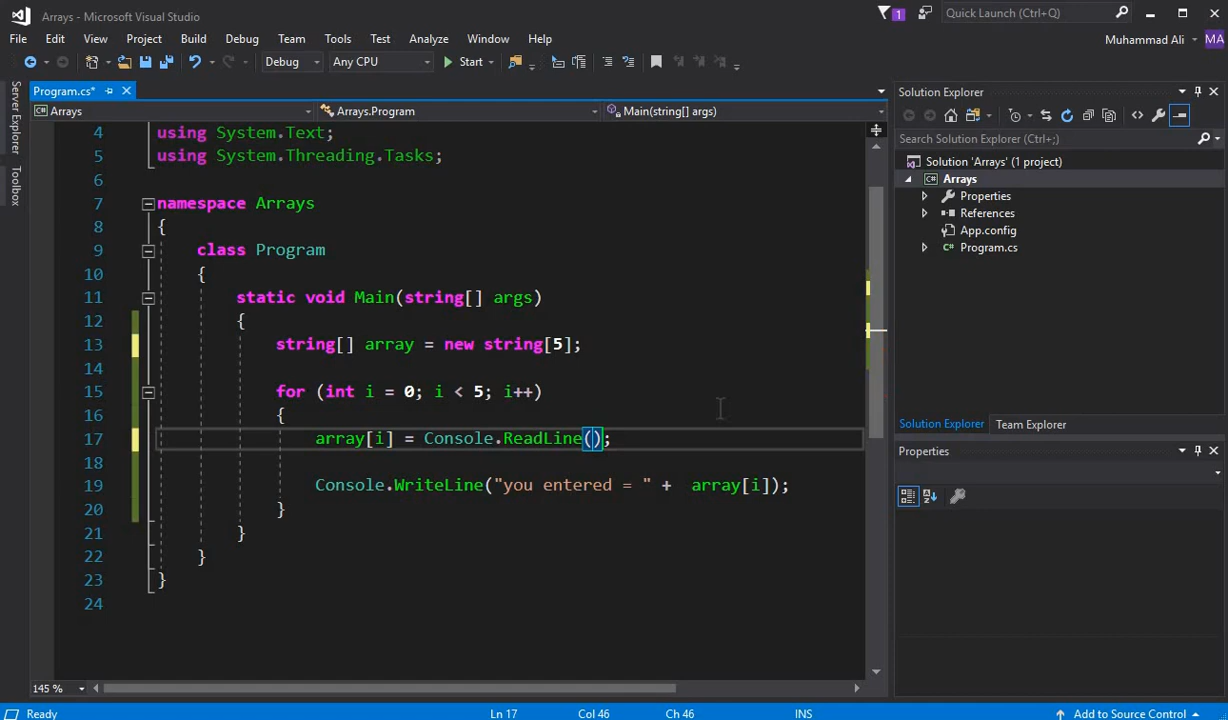 Arrays - Microsoft Visual Studio
1
Quick Launch (Ctrl+Q)
File Edit View Project Build Debug Team Tools Test Analyze Window Help
Muhammad Ali MA
Debug Any CPU Start
Server Explorer
Toolbox
Program.cs*
Arrays Arrays.Program Main(string[] args)
4 using System.Text;
5 using System.Threading.Tasks;
6
7 namespace Arrays
8 {
9 class Program
10 {
11 static void Main(string[] args)
12 {
13 string[] array = new string[5];
14
15 for (int i = 0; i < 5; i++)
16 {
17 array[i] = Console.ReadLine();
18
19 Console.WriteLine("you entered = " +  array[i]);
20 }
21 }
22 }
23 }
24
145 %
Solution Explorer
Search Solution Explorer (Ctrl+;)
Solution 'Arrays' (1 project)
C# Arrays
Properties
References
App.config
C# Program.cs
Solution Explorer Team Explorer
Properties
Ready Ln 17 Col 46 Ch 46 INS Add to Source Control